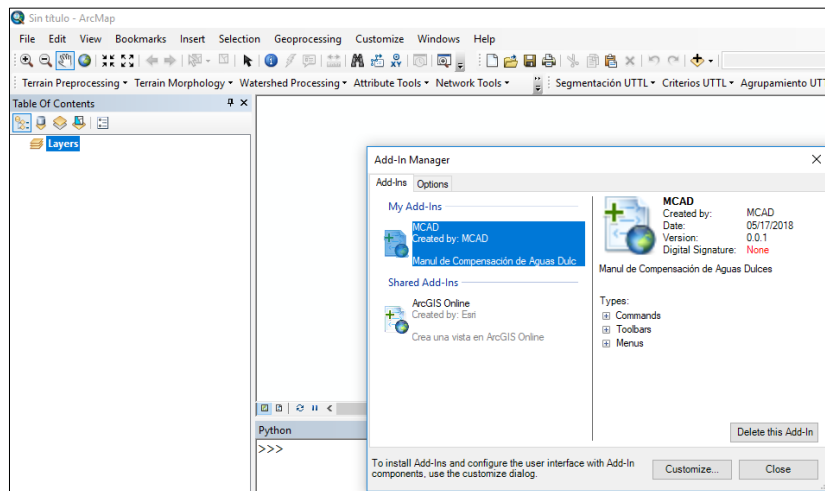 Sin título - ArcMap
File Edit View Bookmarks Insert Selection Geoprocessing Customize Windows Help
Terrain Preprocessing Terrain Morphology Watershed Processing Attribute Tools Network Tools Segmentación UTTL Criterios UTTL Agrupamiento UT
Table Of Contents
Layers
Python
>>>
Add-In Manager
Add-Ins Options
My Add-Ins
MCAD
Created by: MCAD
Manul de Compensación de Aguas Dulc
Shared Add-Ins
ArcGIS Online
Created by: Esri
Crea una vista en ArcGIS Online
MCAD
Created by: MCAD
Date: 05/17/2018
Version: 0.0.1
Digital Signature: None
Manul de Compensación de Aguas Dulces
Types:
Commands
Toolbars
Menus
Delete this Add-In
To install Add-Ins and configure the user interface with Add-In
components, use the customize dialog.
Customize...
Close